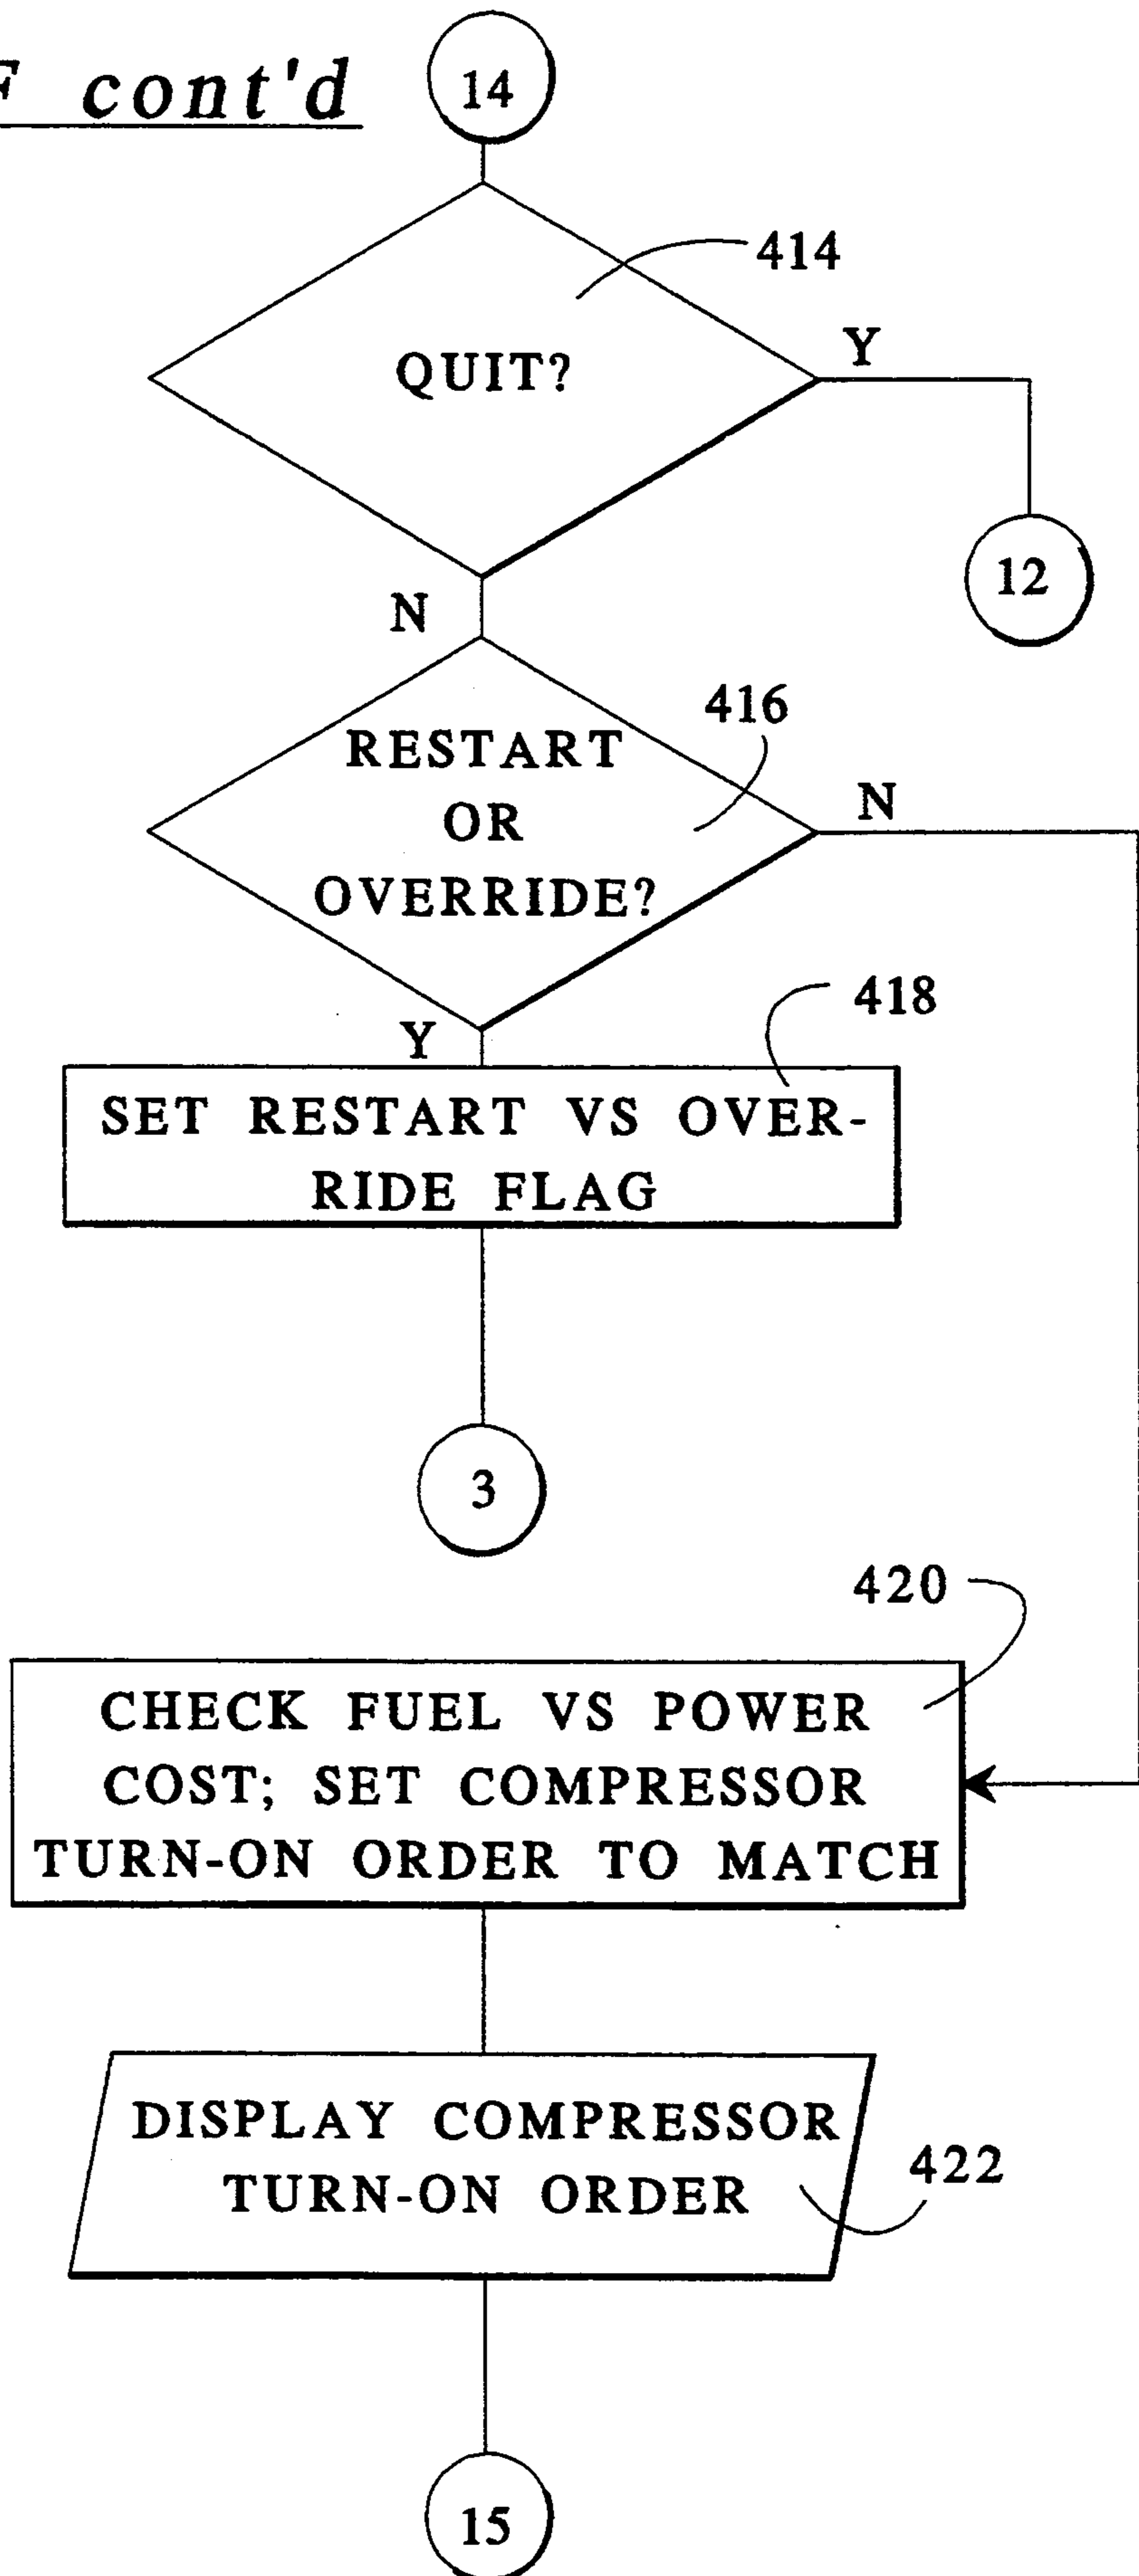 F cont'd
14
414
QUIT?
Y
12
N
416
RESTART
OR
OVERRIDE?
N
418
Y
SET RESTART VS OVER-
RIDE FLAG
3
420
CHECK FUEL VS POWER
COST; SET COMPRESSOR
TURN-ON ORDER TO MATCH
DISPLAY COMPRESSOR
TURN-ON ORDER
422
15